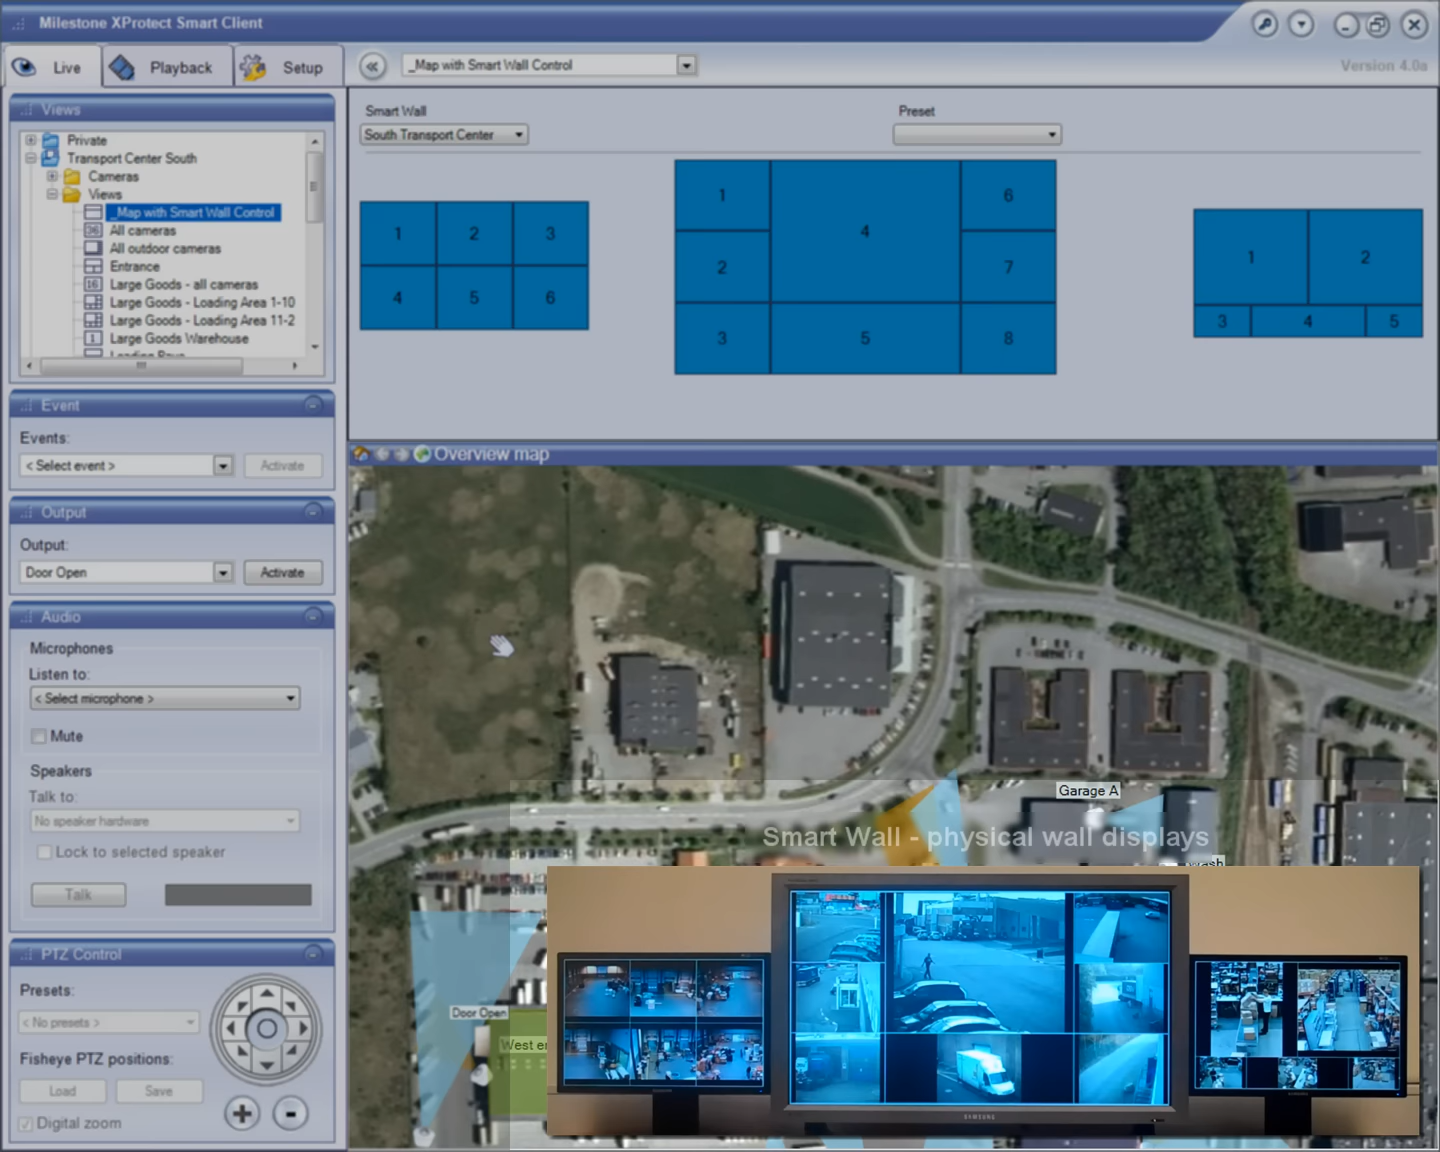 Milestone XProtect Smart Client
Live
Playback
Setup
_Map with Smart Wall Control
Version 4.0a
Views
Private
Transport Center South
Cameras
Views
_Map with Smart Wall Control
All cameras
All outdoor cameras
Entrance
Large Goods - all cameras
Large Goods - Loading Area 1-10
Large Goods - Loading Area 11-2
Large Goods Warehouse
Loading Bays
Event
Events:
< Select event >
Activate
Output
Output:
Door Open
Activate
Audio
Microphones
Listen to:
< Select microphone >
Mute
Speakers
Talk to:
No speaker hardware
Lock to selected speaker
Talk
PTZ Control
Presets:
< No presets >
Fisheye PTZ positions:
Load
Save
Digital zoom
Smart Wall
South Transport Center
Preset
1 2 3
4 5 6
1
2
3
4
5
6
7
8
1 2
3 4 5
Overview map
Garage A
Smart Wall - physical wall displays
Door Open
West en
SAMSUNG